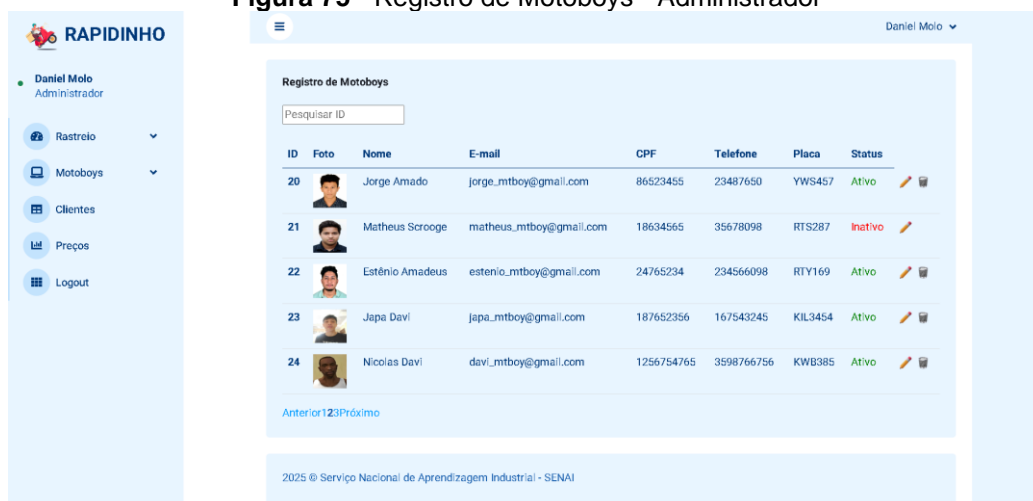 Figura 75 - Registro de Motoboys - Administrador
RAPIDINHO
Daniel Molo
Daniel Molo
Administrador
Rastreio
Motoboys
Clientes
Preços
Logout
Registro de Motoboys
Pesquisar ID
ID Foto Nome E-mail CPF Telefone Placa Status
20 Jorge Amado jorge_mtboy@gmail.com 86523455 23487650 YWS457 Ativo
21 Matheus Scrooge matheus_mtboy@gmail.com 18634565 35678098 RTS287 Inativo
22 Estênio Amadeus estenio_mtboy@gmail.com 24765234 234566098 RTY169 Ativo
23 Japa Davi japa_mtboy@gmail.com 187652356 167543245 KIL3454 Ativo
24 Nicolas Davi davi_mtboy@gmail.com 1256754765 3598766756 KWB385 Ativo
Anterior123Próximo
2025 © Serviço Nacional de Aprendizagem Industrial - SENAI